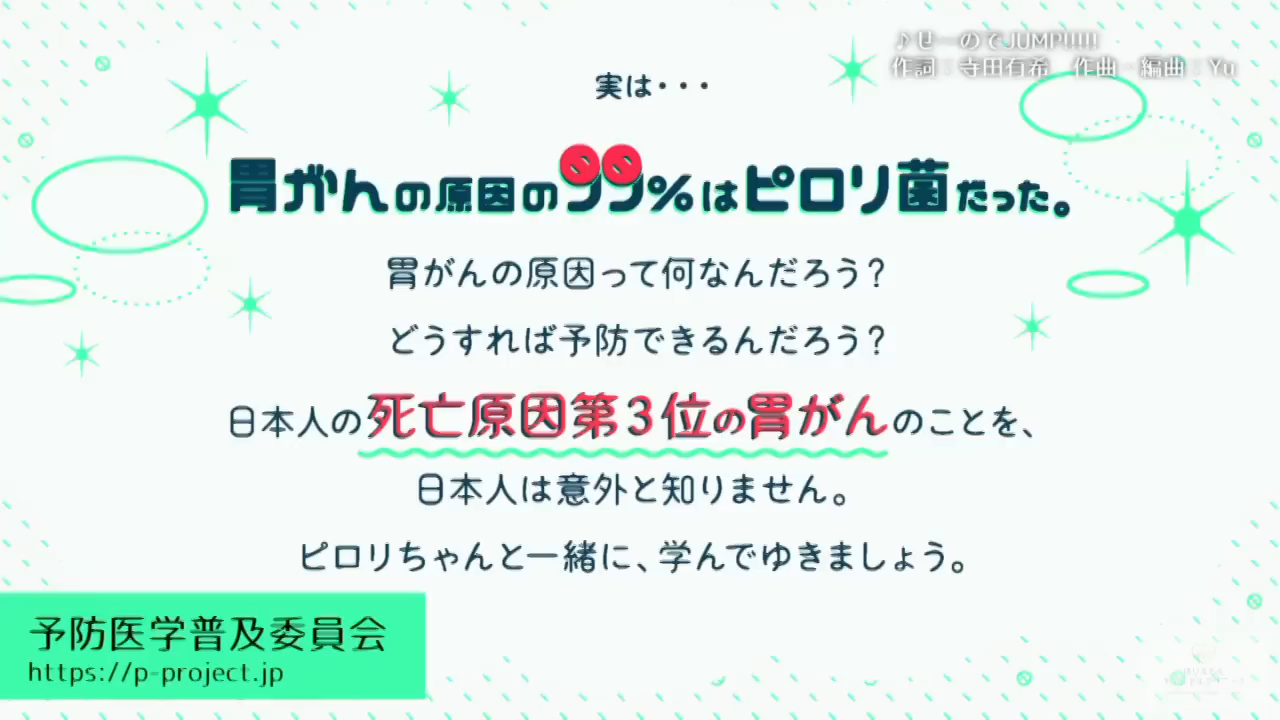 ♪せーのでJUMP!!!!!
作詞：寺田有希　作曲・編曲：Yu
実は・・・
胃がんの原因の99%はピロリ菌だった。
胃がんの原因って何なんだろう？
どうすれば予防できるんだろう？
日本人の死亡原因第３位の胃がんのことを、
日本人は意外と知りません。
ピロリちゃんと一緒に、学んでゆきましょう。
予防医学普及委員会
https://p-project.jp